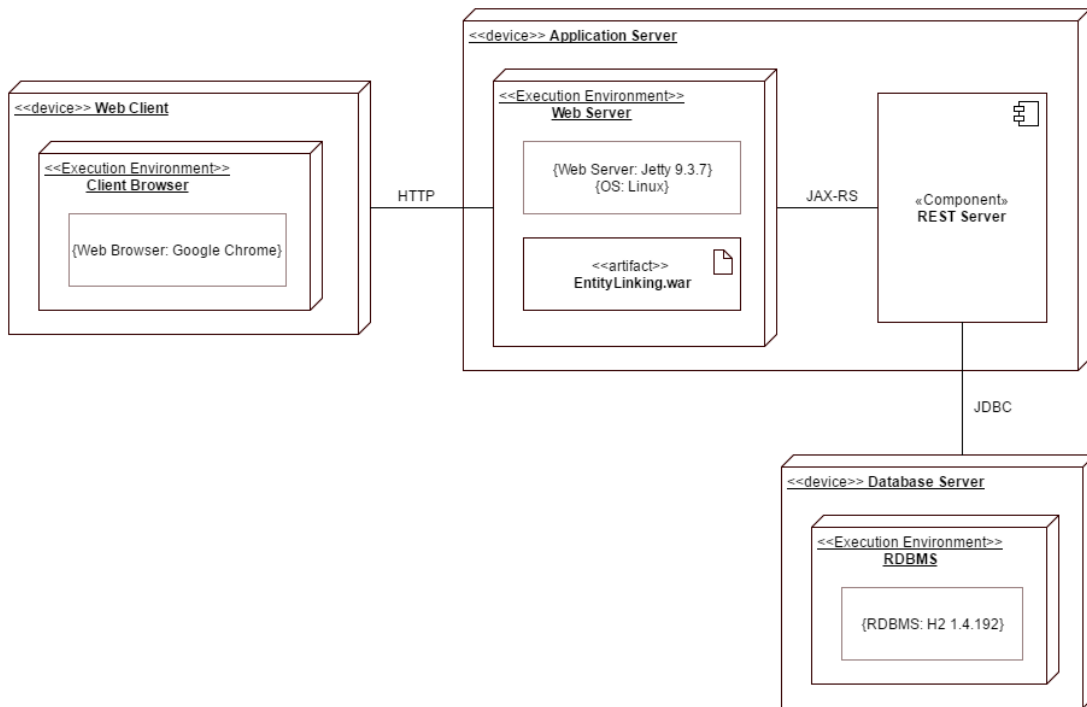 <<device>> Application Server
<<device>> Web Client
<<Execution Environment>>
Client Browser
{Web Browser: Google Chrome}
HTTP
<<Execution Environment>>
Web Server
{Web Server: Jetty 9.3.7}
{OS: Linux}
<<artifact>>
EntityLinking.war
JAX-RS
«Component»
REST Server
JDBC
<<device>> Database Server
<<Execution Environment>>
RDBMS
{RDBMS: H2 1.4.192}